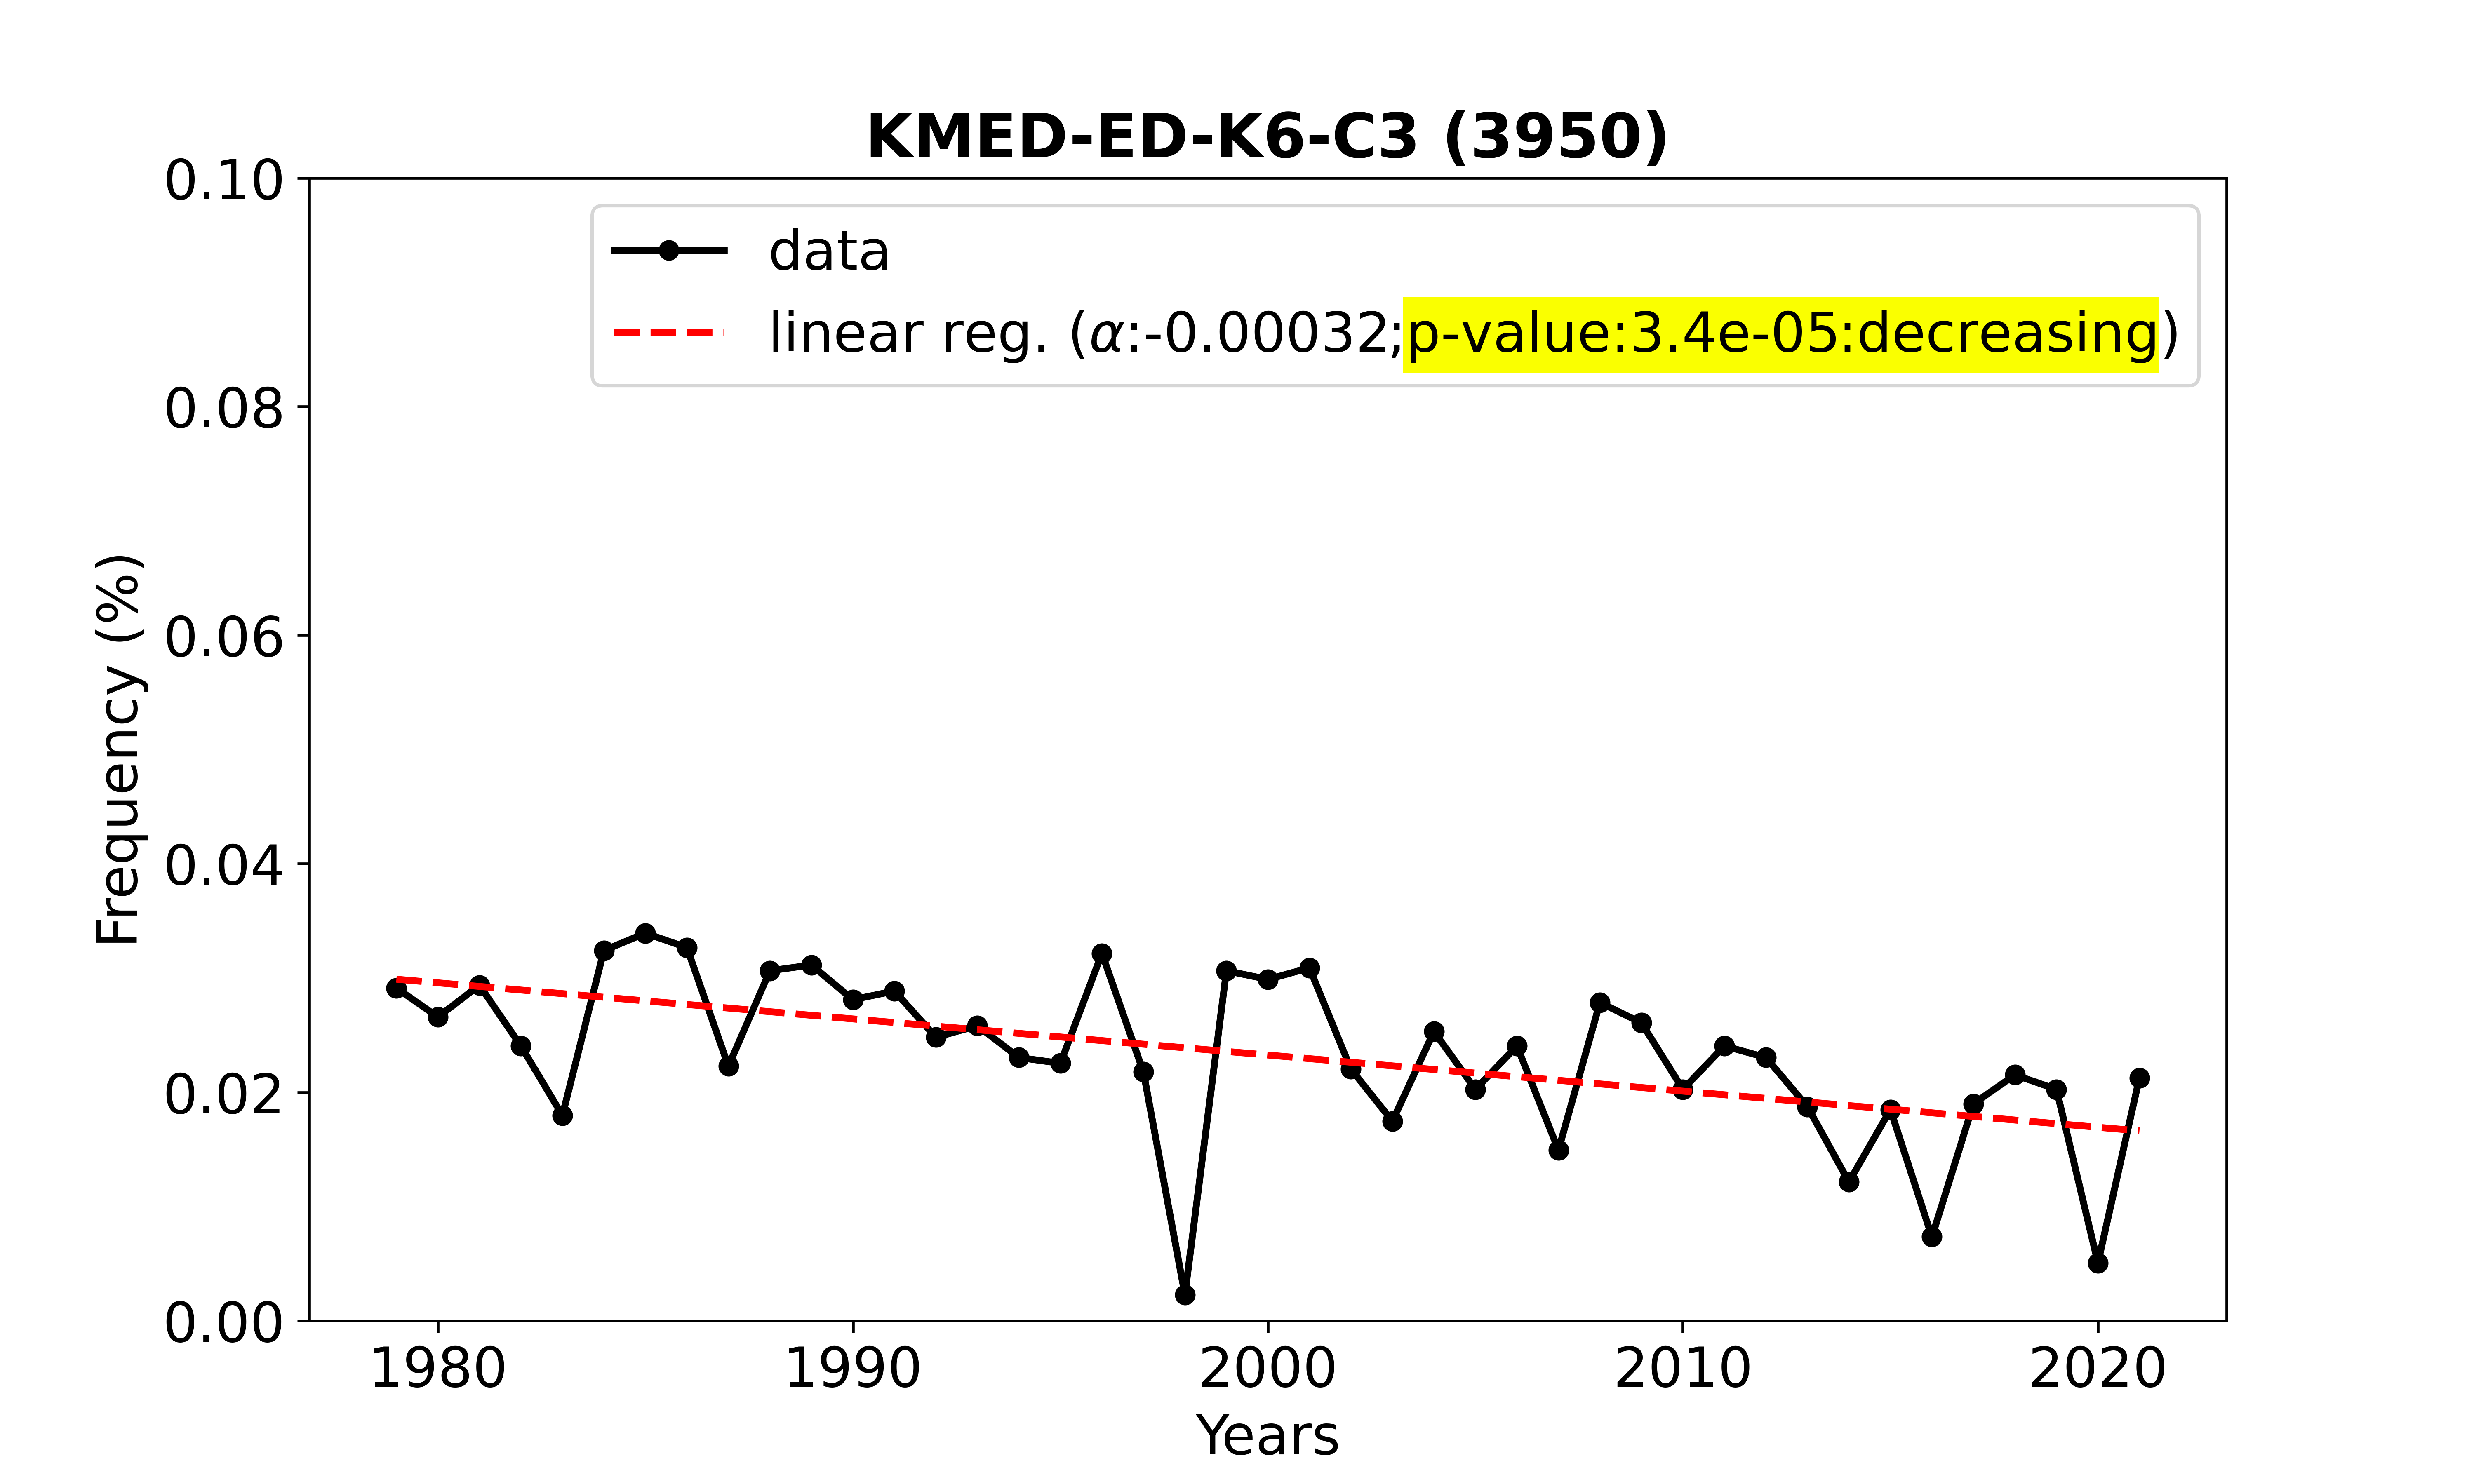 KMED-ED-K6-C3 (3950)
data
linear reg. (α:-0.00032;p-value:3.4e-05:decreasing)
0.10
0.08
0.06
0.04
0.02
0.00
Frequency (%)
1980 1990 2000 2010 2020
Years